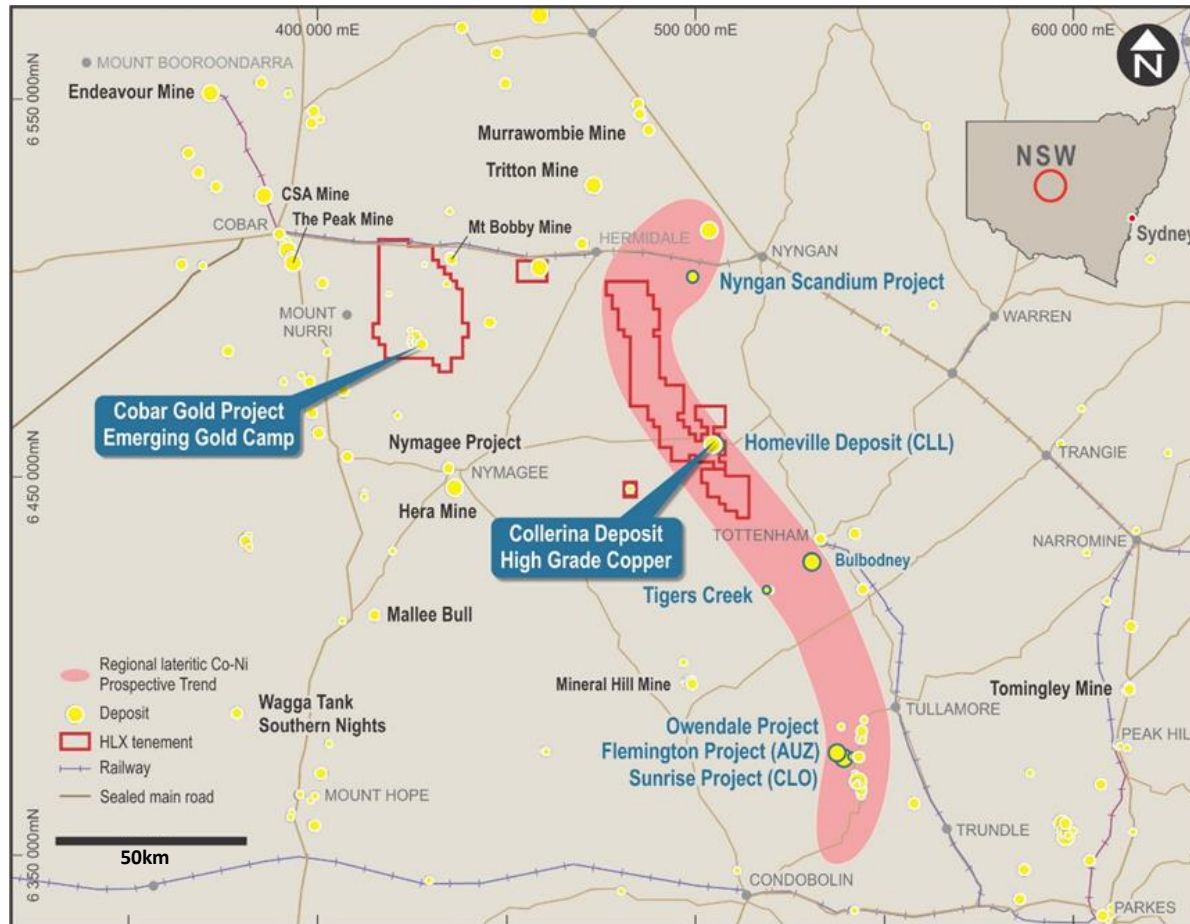 400 000 mE
500 000 mE
600 000 mE
MOUNT BOOROONDARRA
Endeavour Mine
6 550 000mN
N
Murrawombie Mine
Tritton Mine
NSW
Sydney
CSA Mine
COBAR
The Peak Mine
Mt Bobby Mine
HERMIDALE
NYNGAN
Nyngan Scandium Project
MOUNT
NURRI
WARREN
Cobar Gold Project
Emerging Gold Camp
Nymagee Project
NYMAGEE
Homeville Deposit (CLL)
TRANGIE
6 450 000mN
Hera Mine
Collerina Deposit
High Grade Copper
TOTTENHAM
NARROMINE
Bulbodney
Tigers Creek
Mallee Bull
Regional lateritic Co-Ni
Prospective Trend
Deposit
HLX tenement
Railway
Sealed main road
50km
Wagga Tank
Southern Nights
Mineral Hill Mine
Tomingley Mine
Owendale Project
Flemington Project (AUZ)
Sunrise Project (CLO)
TULLAMORE
PEAK HIL
MOUNT HOPE
TRUNDLE
6 350 000mN
CONDOBOLIN
PARKES